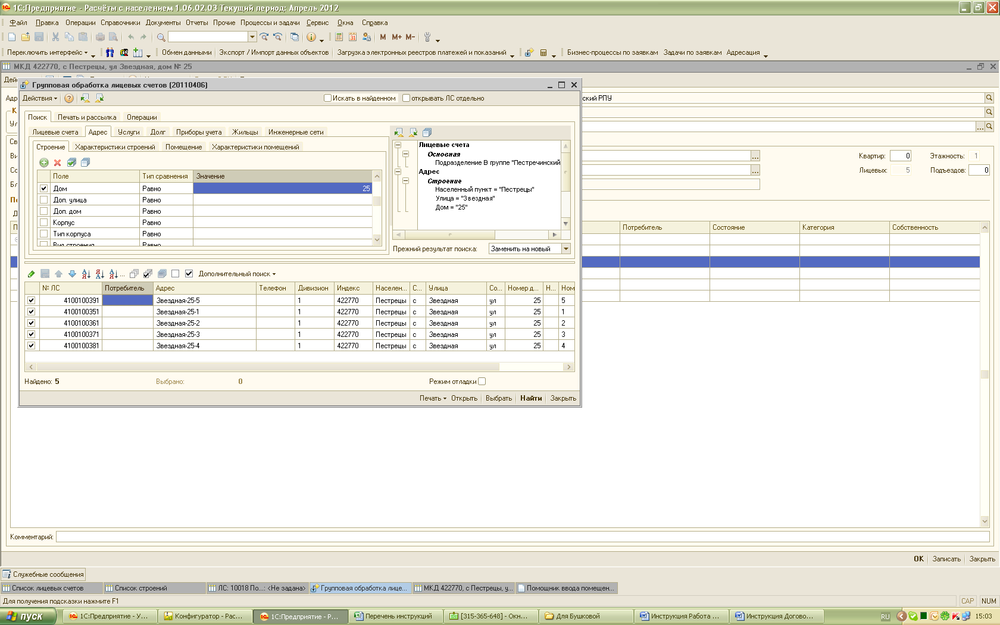 1С:Предприятие - Расчёты с населением 1.06.02.03 Текущий период: Апрель 2012
Файл Правка Операции Справочники Документы Отчеты Прочие Процессы и задачи Сервис Окна Справка
M M+ M-
Переключить интерфейс Обмен данными Экспорт / Импорт данных объектов Загрузка электронных реестров платежей и показаний Бизнес-процессы по заявкам Задачи по заявкам Адресация
МКД 422770, с Пестрецы, ул Звездная, дом № 25
Групповая обработка лицевых счетов (20110406)
Действия Искать в найденном открывать ЛС отдельно
ский РПУ
Поиск Печать и рассылка Операции
Лицевые счета Адрес Услуги Долг Приборы учета Жильцы Инженерные сети
Строение Характеристики строений Помещение Характеристики помещений
Поле Тип сравнения Значение
Дом Равно 25
Доп. улица Равно
Доп. дом Равно
Корпус Равно
Тип корпуса Равно
Вид строения Равно
Лицевые счета
Основная
Подразделение В группе "Пестречинский
Адрес
Строение
Населенный пункт = "Пестрецы"
Улица = "Звездная"
Дом = "25"
Прежний результат поиска: Заменить на новый
Квартир: 0 Этажность: 1
Лицевых: 5 Подъездов: 0
Потребитель Состояние Категория Собственность
Дополнительный поиск
№ ЛС Потребитель Адрес Телефон Дивизион Индекс Населен... С... Улица Со... Номер д... Н... Ном
4100100391 Звездная-25-5 1 422770 Пестрецы с Звездная ул 25 5
4100100351 Звездная-25-1 1 422770 Пестрецы с Звездная ул 25 1
4100100361 Звездная-25-2 1 422770 Пестрецы с Звездная ул 25 2
4100100371 Звездная-25-3 1 422770 Пестрецы с Звездная ул 25 3
4100100381 Звездная-25-4 1 422770 Пестрецы с Звездная ул 25 4
Найдено: 5 Выбрано: 0 Режим отладки
Печать Открыть Выбрать Найти Закрыть
Комментарий:
OK Записать Закрыть
Служебные сообщения
Список лицевых счетов Список строений ЛС: 10018 По...: <Не задана> Групповая обработка лице... МКД 422770, с Пестрецы, у... Помощник ввода помещен...
Для получения подсказки нажмите F1 CAP NUM
пуск 1С:Предприятие - У... Конфигуратор - Рас... 1С:Предприятие - Р... Перечень инструкций [315-365-648] - Окн... Для Бушковой Инструкция Работа ... Инструкция Догово... RU 15:03